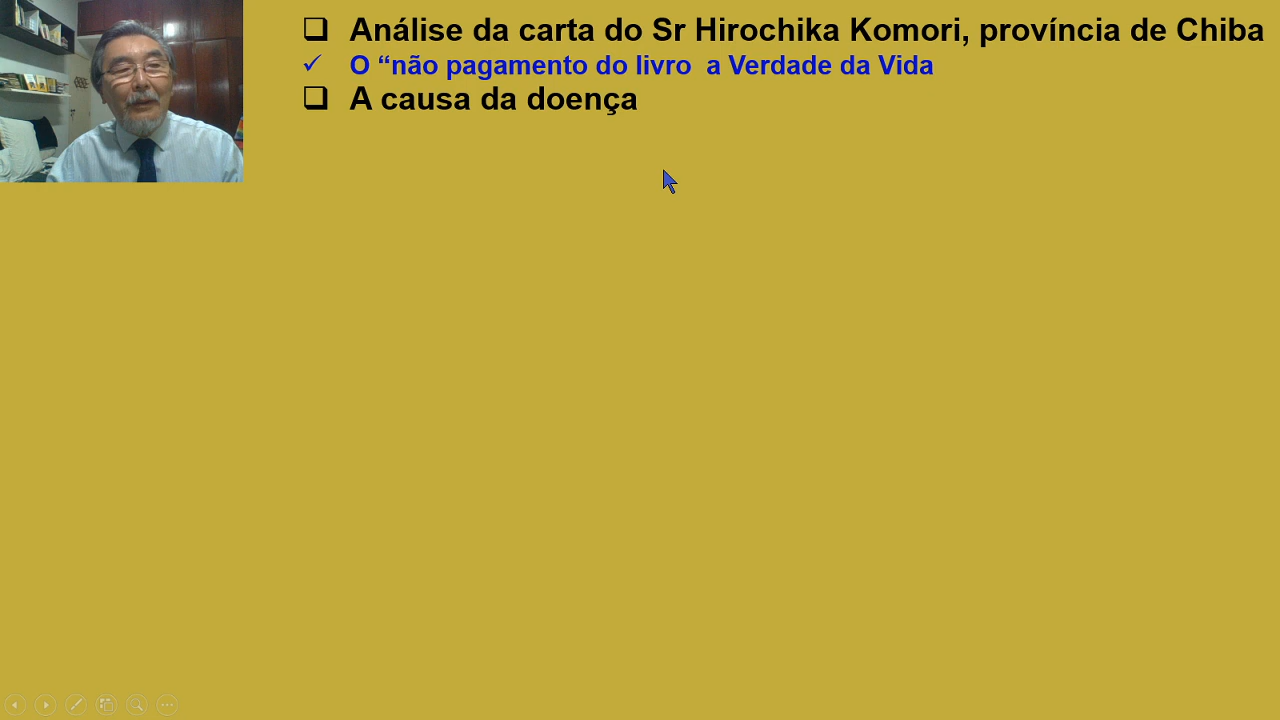 Análise da carta do Sr Hirochika Komori, província de Chiba
O “não pagamento do livro  a Verdade da Vida
A causa da doença